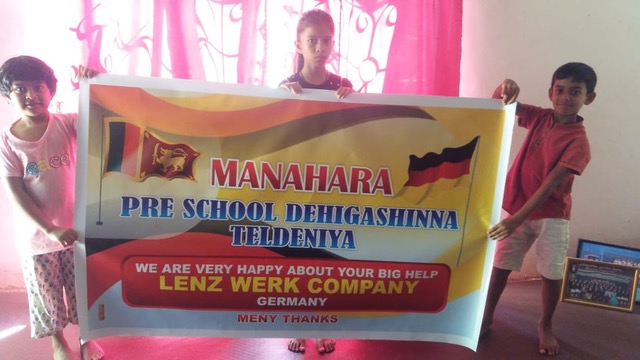 MANAHARA
PRE SCHOOL DEHIGASHINNA
TELDENIYA
WE ARE VERY HAPPY ABOUT YOUR BIG HELP
LENZ WERK COMPANY
GERMANY
MENY THANKS